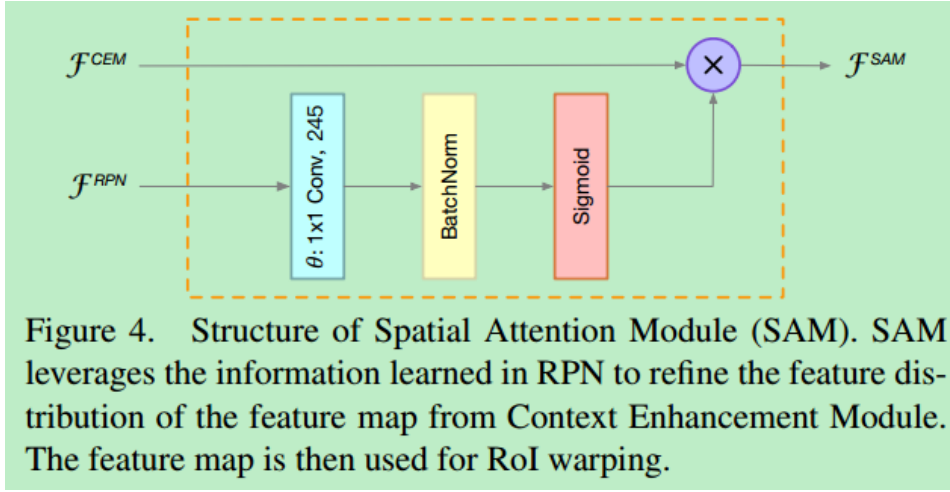 ℱ^CEM
ℱ^SAM
θ: 1x1 Conv, 245
BatchNorm
Sigmoid
ℱ^RPN
Figure 4. Structure of Spatial Attention Module (SAM). SAM
leverages the information learned in RPN to refine the feature dis-
tribution of the feature map from Context Enhancement Module.
The feature map is then used for RoI warping.